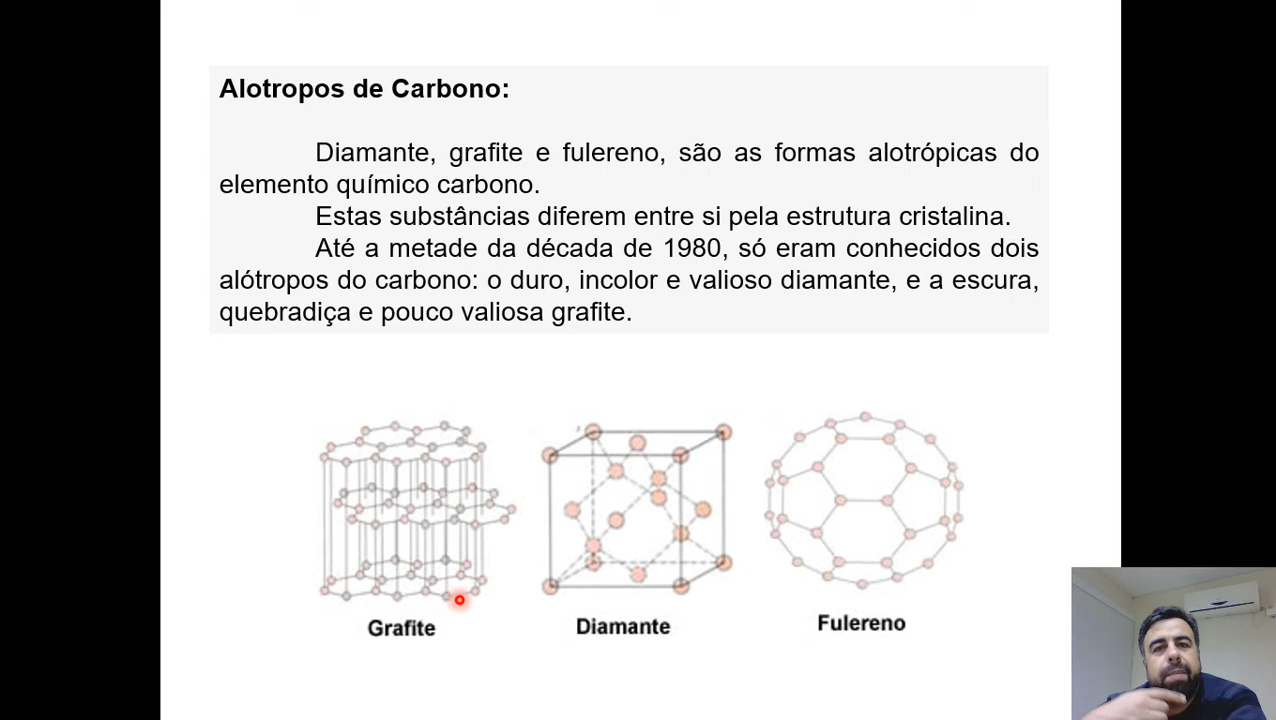 Alotropos de Carbono:
Diamante, grafite e fulereno, são as formas alotrópicas do
elemento químico carbono.
Estas substâncias diferem entre si pela estrutura cristalina.
Até a metade da década de 1980, só eram conhecidos dois
alótropos do carbono: o duro, incolor e valioso diamante, e a escura,
quebradiça e pouco valiosa grafite.
Grafite
Diamante
Fulereno